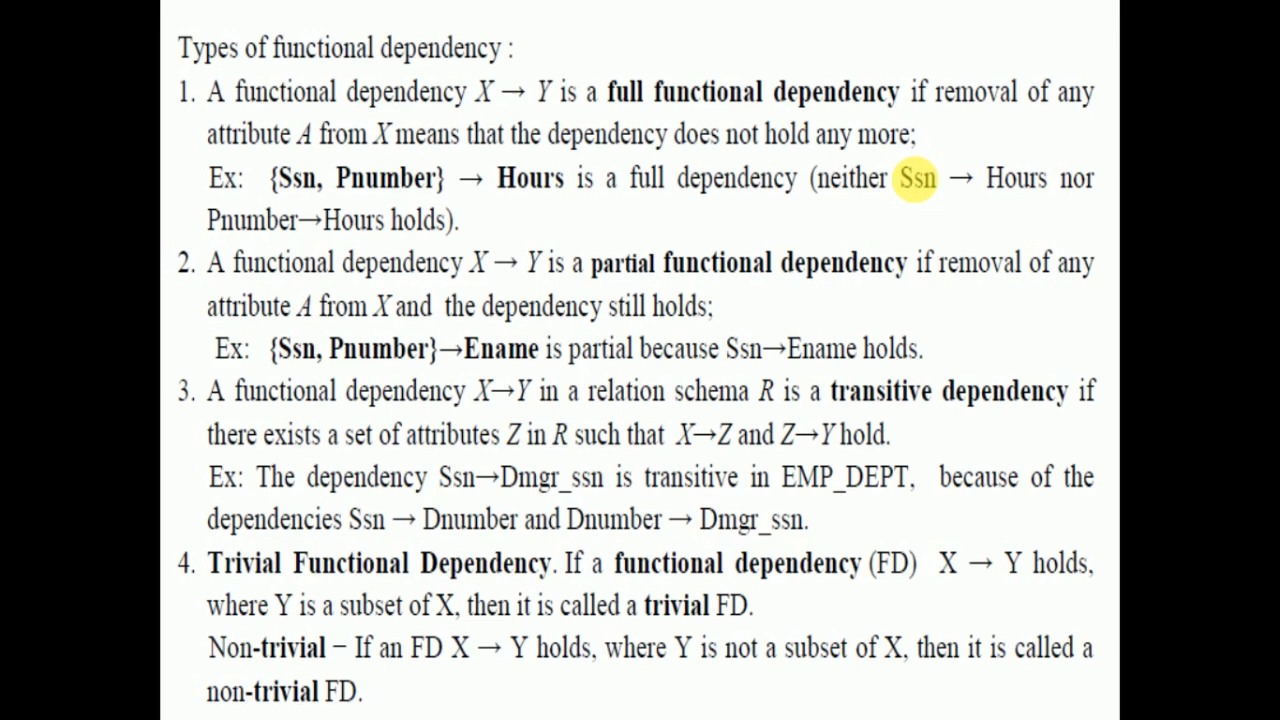 Types of functional dependency :
1. A functional dependency X → Y is a full functional dependency if removal of any
attribute A from X means that the dependency does not hold any more;
Ex: {Ssn, Pnumber} → Hours is a full dependency (neither Ssn → Hours nor
Pnumber→Hours holds).
2. A functional dependency X → Y is a partial functional dependency if removal of any
attribute A from X and the dependency still holds;
Ex: {Ssn, Pnumber}→Ename is partial because Ssn→Ename holds.
3. A functional dependency X→Y in a relation schema R is a transitive dependency if
there exists a set of attributes Z in R such that X→Z and Z→Y hold.
Ex: The dependency Ssn→Dmgr_ssn is transitive in EMP_DEPT, because of the
dependencies Ssn → Dnumber and Dnumber → Dmgr_ssn.
4. Trivial Functional Dependency. If a functional dependency (FD) X → Y holds,
where Y is a subset of X, then it is called a trivial FD.
Non-trivial − If an FD X → Y holds, where Y is not a subset of X, then it is called a
non-trivial FD.